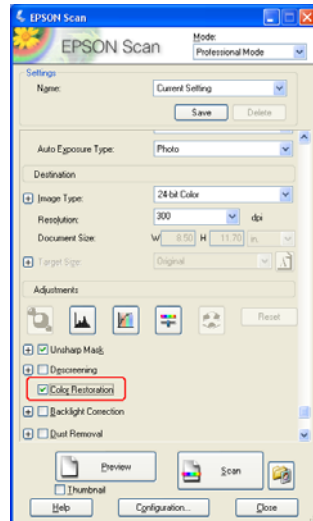 EPSON Scan
EPSON Scan
Mode:
Professional Mode
Settings
Name:
Current Setting
Save
Delete
Auto Exposure Type:
Photo
Destination
Image Type:
24-bit Color
Resolution:
300
dpi
Document Size:
W
8.50
H
11.70
in.
Target Size:
Original
Adjustments
Reset
Unsharp Mask
Descreening
Color Restoration
Backlight Correction
Dust Removal
Preview
Scan
Thumbnail
Help
Configuration...
Close